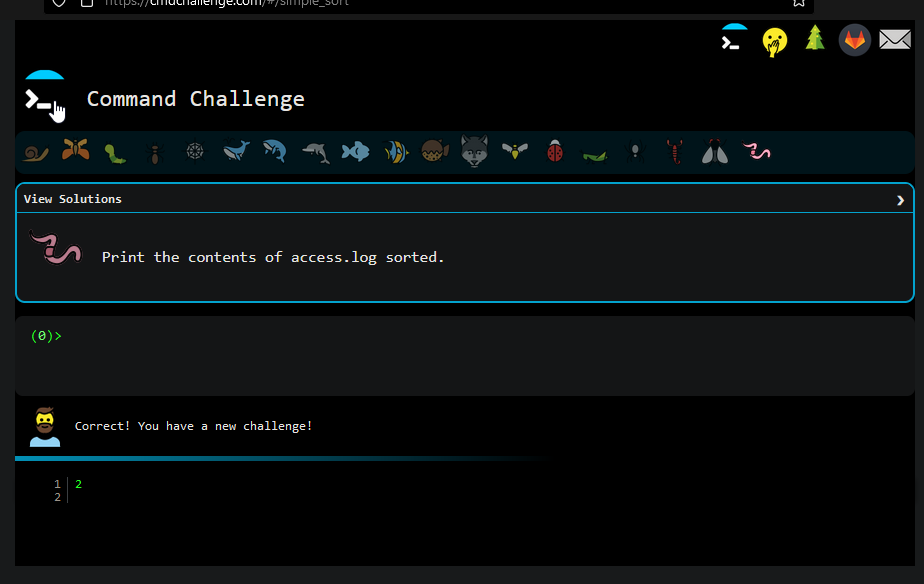 https://cmdchallenge.com/#/simple_sort
Command Challenge
View Solutions
Print the contents of access.log sorted.
(0)>
Correct! You have a new challenge!
1 2
2